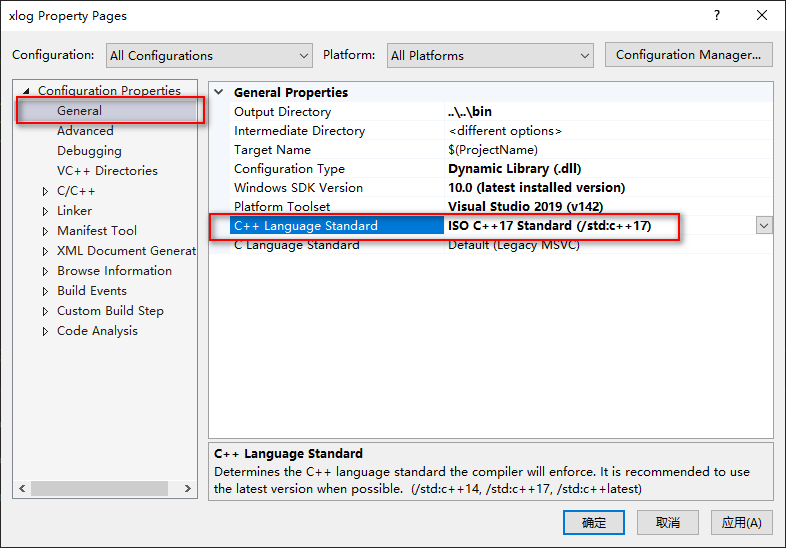 xlog Property Pages
Configuration: All Configurations Platform: All Platforms Configuration Manager...
Configuration Properties
General
Advanced
Debugging
VC++ Directories
C/C++
Linker
Manifest Tool
XML Document Generat
Browse Information
Build Events
Custom Build Step
Code Analysis
General Properties
Output Directory ..\..\bin
Intermediate Directory <different options>
Target Name $(ProjectName)
Configuration Type Dynamic Library (.dll)
Windows SDK Version 10.0 (latest installed version)
Platform Toolset Visual Studio 2019 (v142)
C++ Language Standard ISO C++17 Standard (/std:c++17)
C Language Standard Default (Legacy MSVC)
C++ Language Standard
Determines the C++ language standard the compiler will enforce. It is recommended to use
the latest version when possible. (/std:c++14, /std:c++17, /std:c++latest)
确定 取消 应用(A)